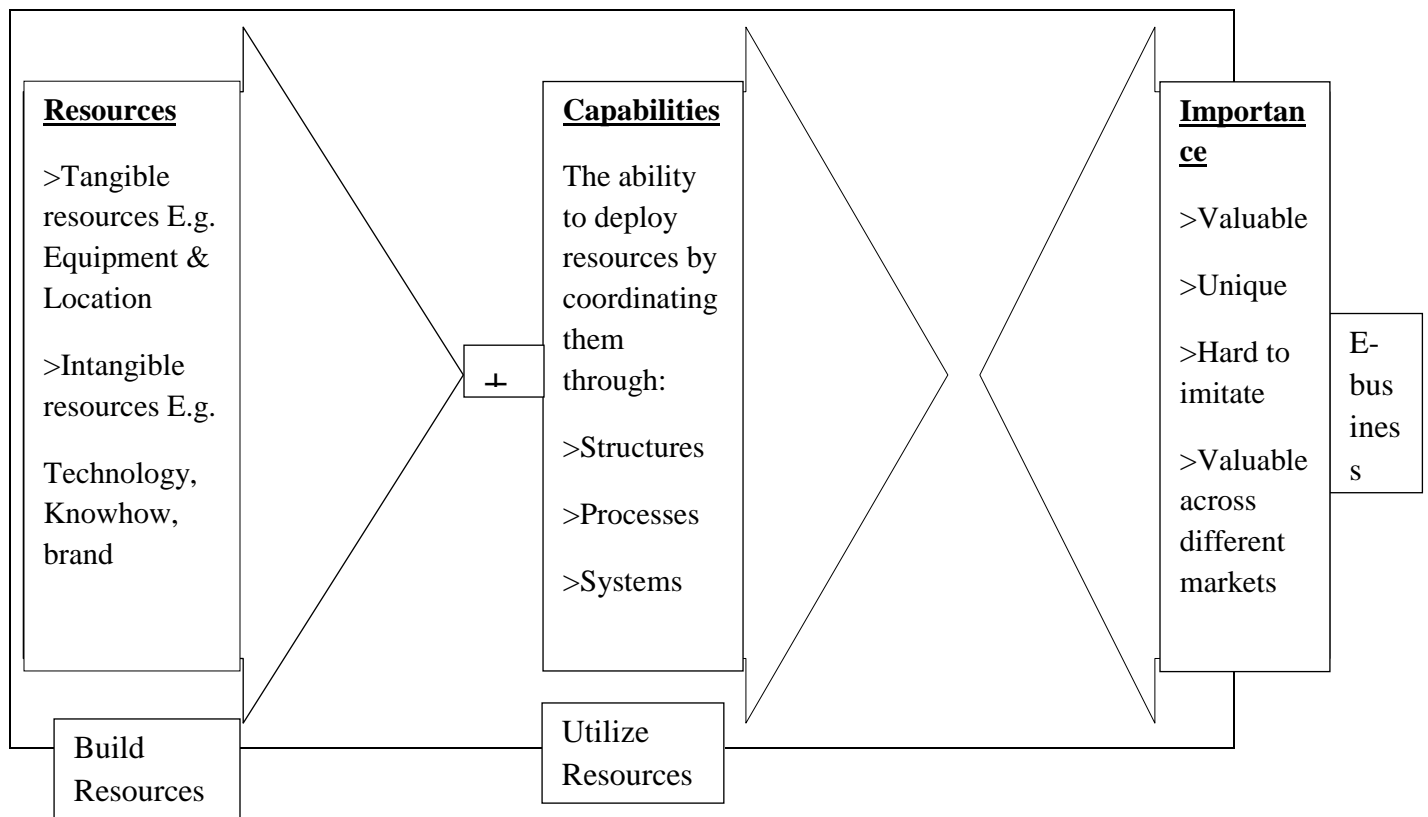 Resources
>Tangible
resources E.g.
Equipment &
Location
>Intangible
resources E.g.
Technology,
Knowhow,
brand
Build
Resources
+
Capabilities
The ability
to deploy
resources by
coordinating
them
through:
>Structures
>Processes
>Systems
Utilize
Resources
Importan
ce
>Valuable
>Unique
>Hard to
imitate
>Valuable
across
different
markets
E-
bus
ines
s